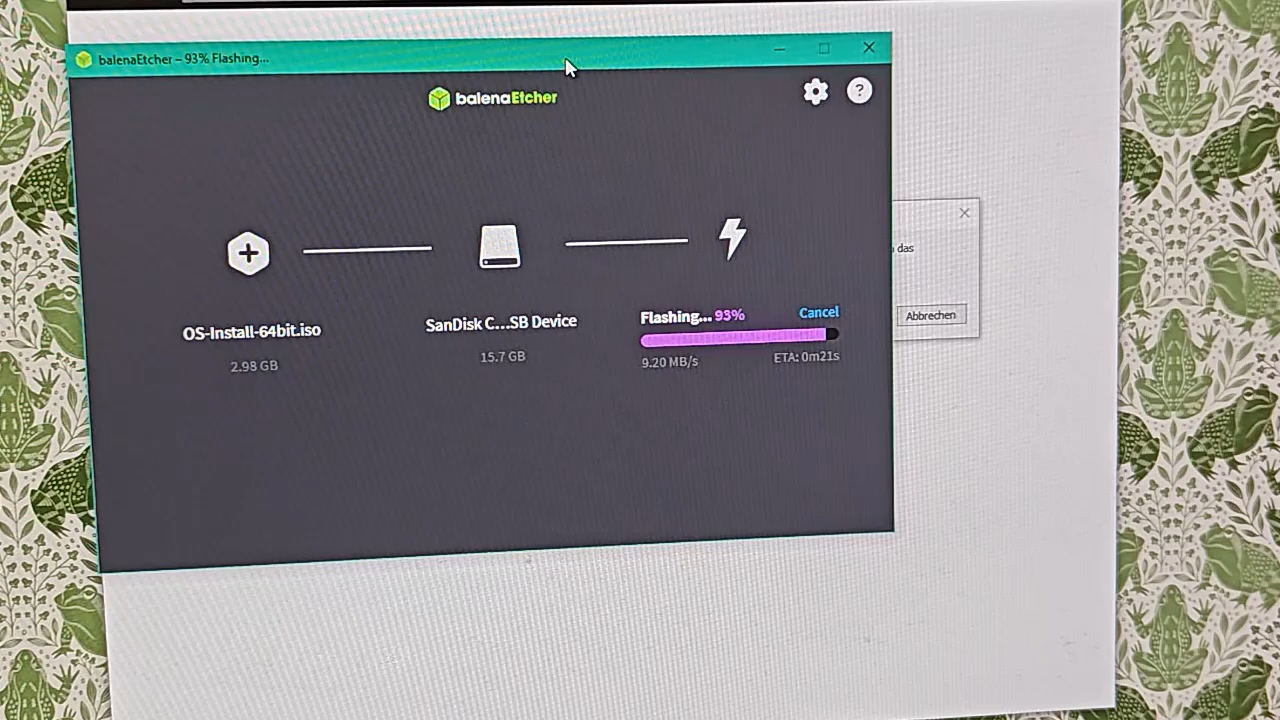 balenaEtcher – 93% Flashing...
balenaEtcher
?
OS-Install-64bit.iso
2.98 GB
SanDisk C...SB Device
15.7 GB
Flashing... 93%
Cancel
9.20 MB/s
ETA: 0m21s
das
Abbrechen